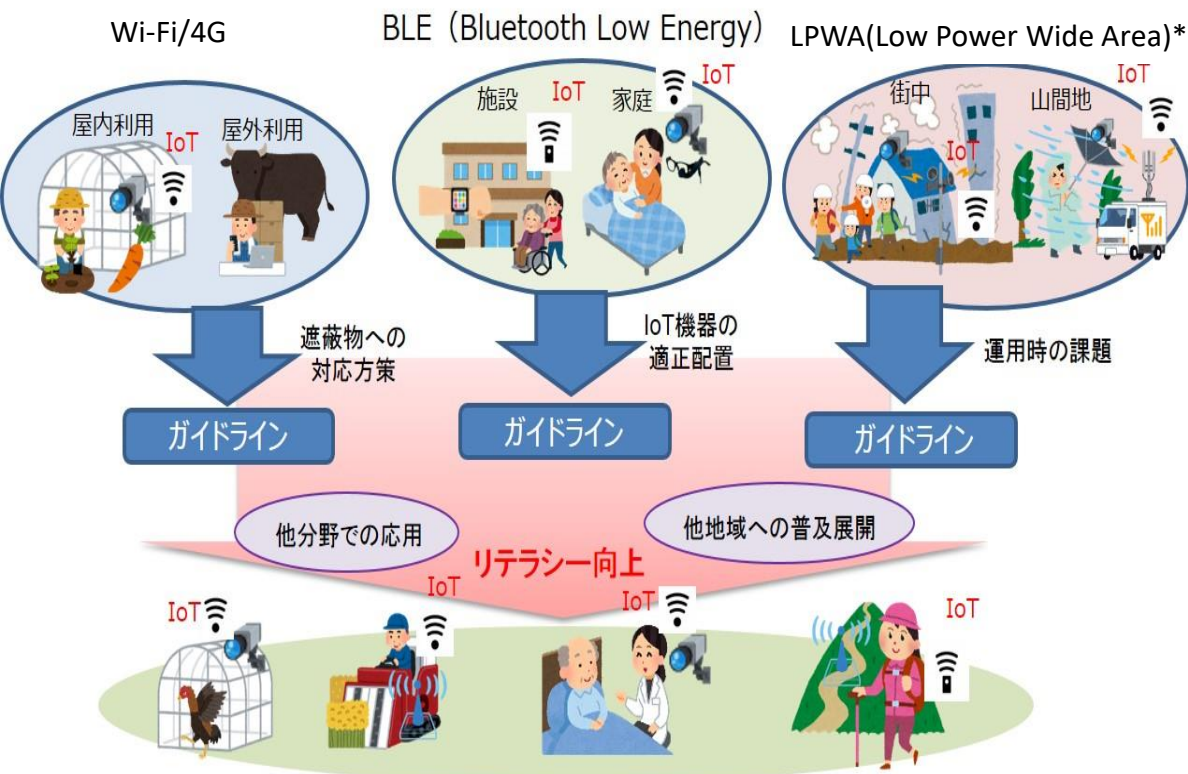 Wi-Fi/4G
BLE（Bluetooth Low Energy）
LPWA(Low Power Wide Area)*
屋内利用
IoT
屋外利用
施設
IoT
家庭
IoT
街中
IoT
山間地
IoT
遮蔽物への
対応方策
IoT機器の
適正配置
運用時の課題
ガイドライン
ガイドライン
ガイドライン
他分野での応用
他地域への普及展開
リテラシー向上
IoT
IoT
IoT
IoT